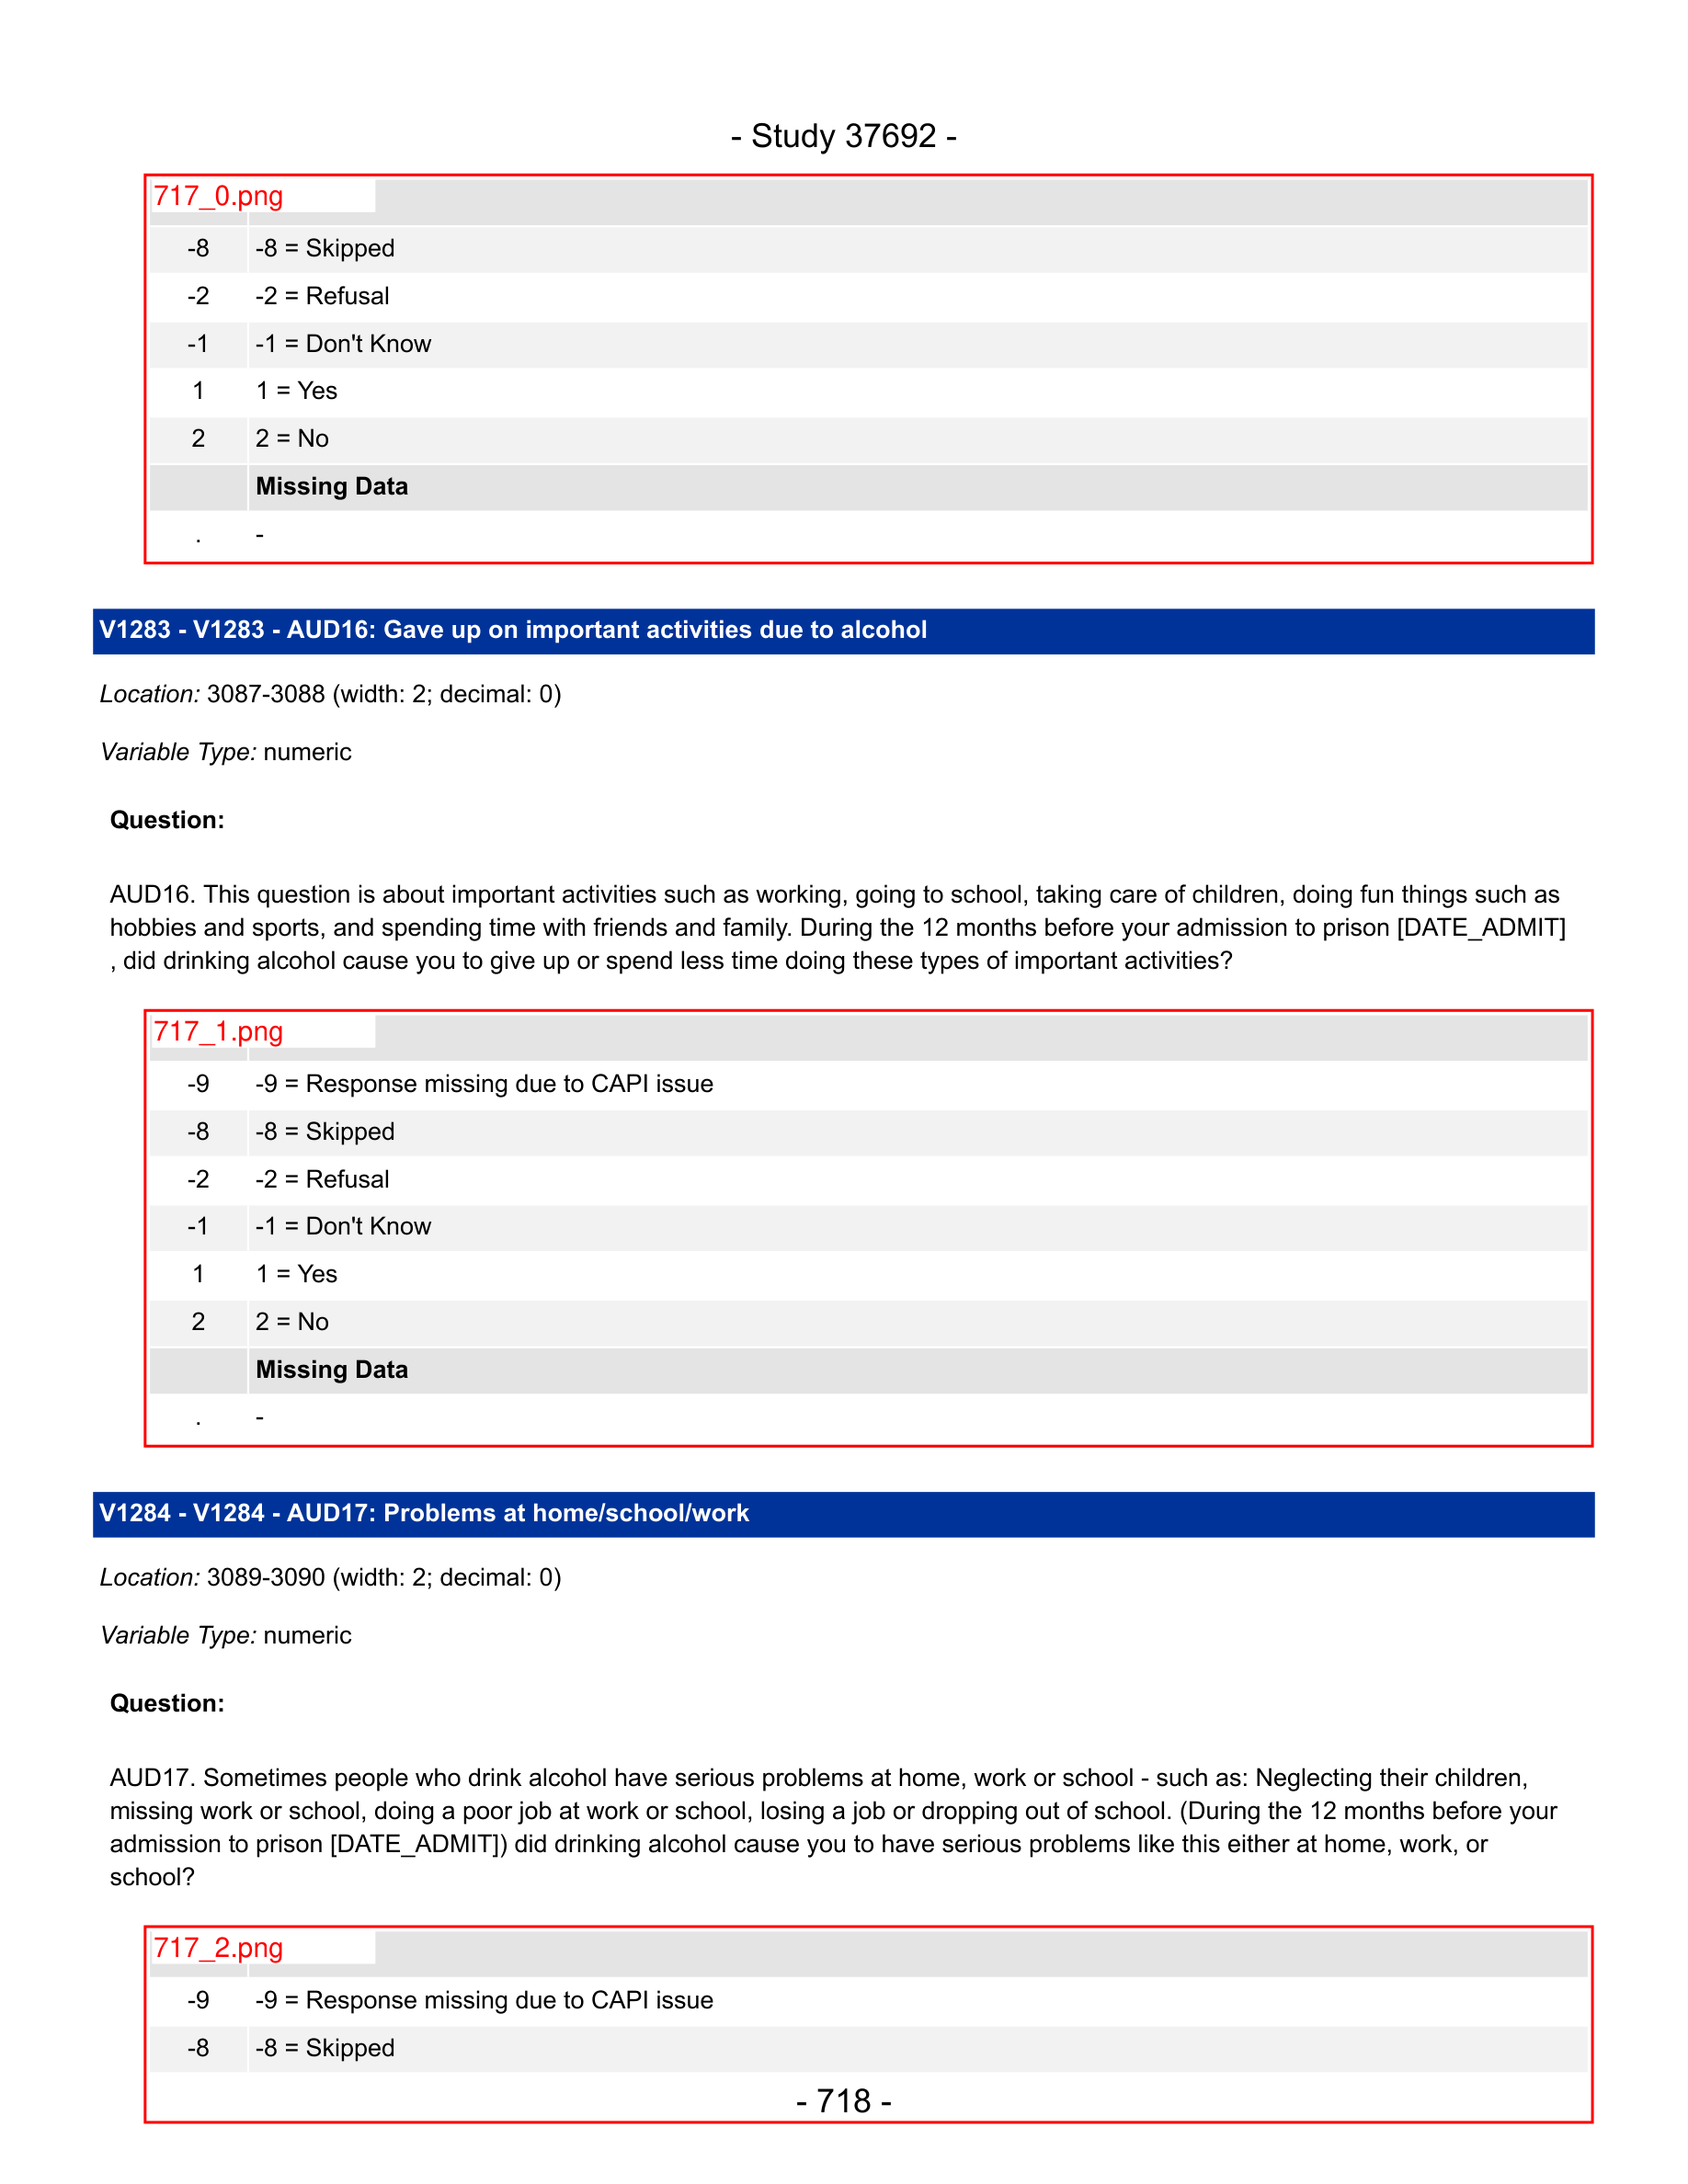 - Study 37692 -
717_0.png
-8 -8 = Skipped
-2 -2 = Refusal
-1 -1 = Don't Know
1 1 = Yes
2 2 = No
Missing Data
. -
V1283 - V1283 - AUD16: Gave up on important activities due to alcohol
Location: 3087-3088 (width: 2; decimal: 0)
Variable Type: numeric
Question:
AUD16. This question is about important activities such as working, going to school, taking care of children, doing fun things such as
hobbies and sports, and spending time with friends and family. During the 12 months before your admission to prison [DATE_ADMIT]
, did drinking alcohol cause you to give up or spend less time doing these types of important activities?
717_1.png
-9 -9 = Response missing due to CAPI issue
-8 -8 = Skipped
-2 -2 = Refusal
-1 -1 = Don't Know
1 1 = Yes
2 2 = No
Missing Data
. -
V1284 - V1284 - AUD17: Problems at home/school/work
Location: 3089-3090 (width: 2; decimal: 0)
Variable Type: numeric
Question:
AUD17. Sometimes people who drink alcohol have serious problems at home, work or school - such as: Neglecting their children,
missing work or school, doing a poor job at work or school, losing a job or dropping out of school. (During the 12 months before your
admission to prison [DATE_ADMIT]) did drinking alcohol cause you to have serious problems like this either at home, work, or
school?
717_2.png
-9 -9 = Response missing due to CAPI issue
-8 -8 = Skipped
- 718 -